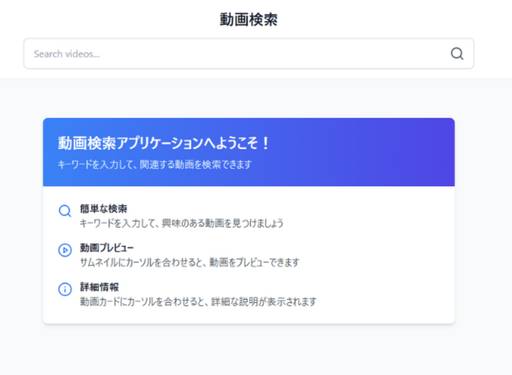 動画検索
Search videos...
動画検索アプリケーションへようこそ！
キーワードを入力して、関連する動画を検索できます
簡単な検索
キーワードを入力して、興味のある動画を見つけましょう
動画プレビュー
サムネイルにカーソルを合わせると、動画をプレビューできます
詳細情報
動画カードにカーソルを合わせると、詳細な説明が表示されます